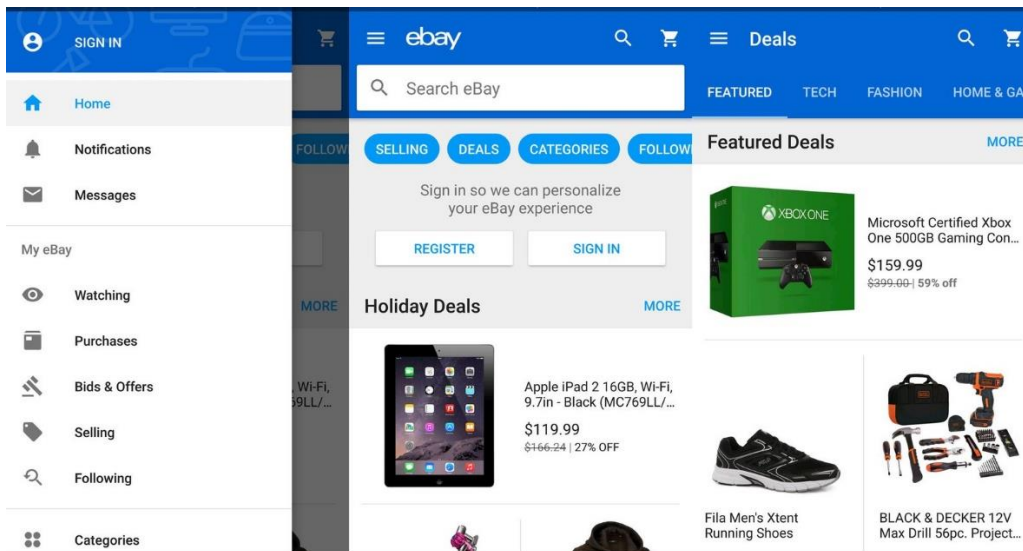 SIGN IN
Home
Notifications
Messages
My eBay
Watching
Purchases
Bids & Offers
Selling
Following
Categories
FOLLOW
MORE
, Wi-Fi,
69LL/...
ebay
Search eBay
SELLING
DEALS
CATEGORIES
FOLLOW
Sign in so we can personalize
your eBay experience
REGISTER
SIGN IN
Holiday Deals
MORE
Apple iPad 2 16GB, Wi-Fi,
9.7in - Black (MC769LL/...
$119.99
$166.24 | 27% OFF
Deals
FEATURED
TECH
FASHION
HOME & GA
Featured Deals
MORE
XBOX ONE
Microsoft Certified Xbox
One 500GB Gaming Con...
$159.99
$399.00 | 59% off
Fila Men's Xtent
Running Shoes
BLACK & DECKER 12V
Max Drill 56pc. Project...